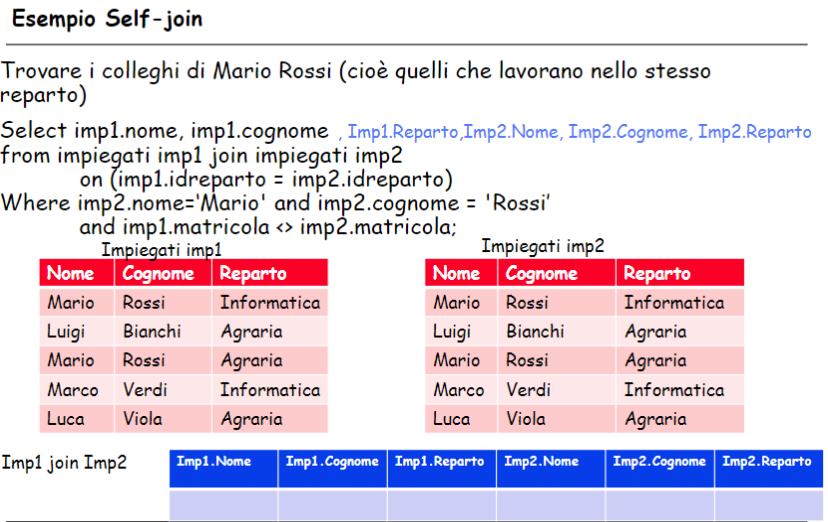 Esempio Self-join
Trovare i colleghi di Mario Rossi (cioè quelli che lavorano nello stesso
reparto)
Select imp1.nome, imp1.cognome , Imp1.Reparto,Imp2.Nome, Imp2.Cognome, Imp2.Reparto
from impiegati imp1 join impiegati imp2
on (imp1.idreparto = imp2.idreparto)
Where imp2.nome=‘Mario' and imp2.cognome = 'Rossi’
and imp1.matricola <> imp2.matricola;
Impiegati imp1
Nome Cognome Reparto
Mario Rossi Informatica
Luigi Bianchi Agraria
Mario Rossi Agraria
Marco Verdi Informatica
Luca Viola Agraria
Impiegati imp2
Nome Cognome Reparto
Mario Rossi Informatica
Luigi Bianchi Agraria
Mario Rossi Agraria
Marco Verdi Informatica
Luca Viola Agraria
Imp1 join Imp2
Imp1.Nome Imp1.Cognome Imp1.Reparto Imp2.Nome Imp2.Cognome Imp2.Reparto